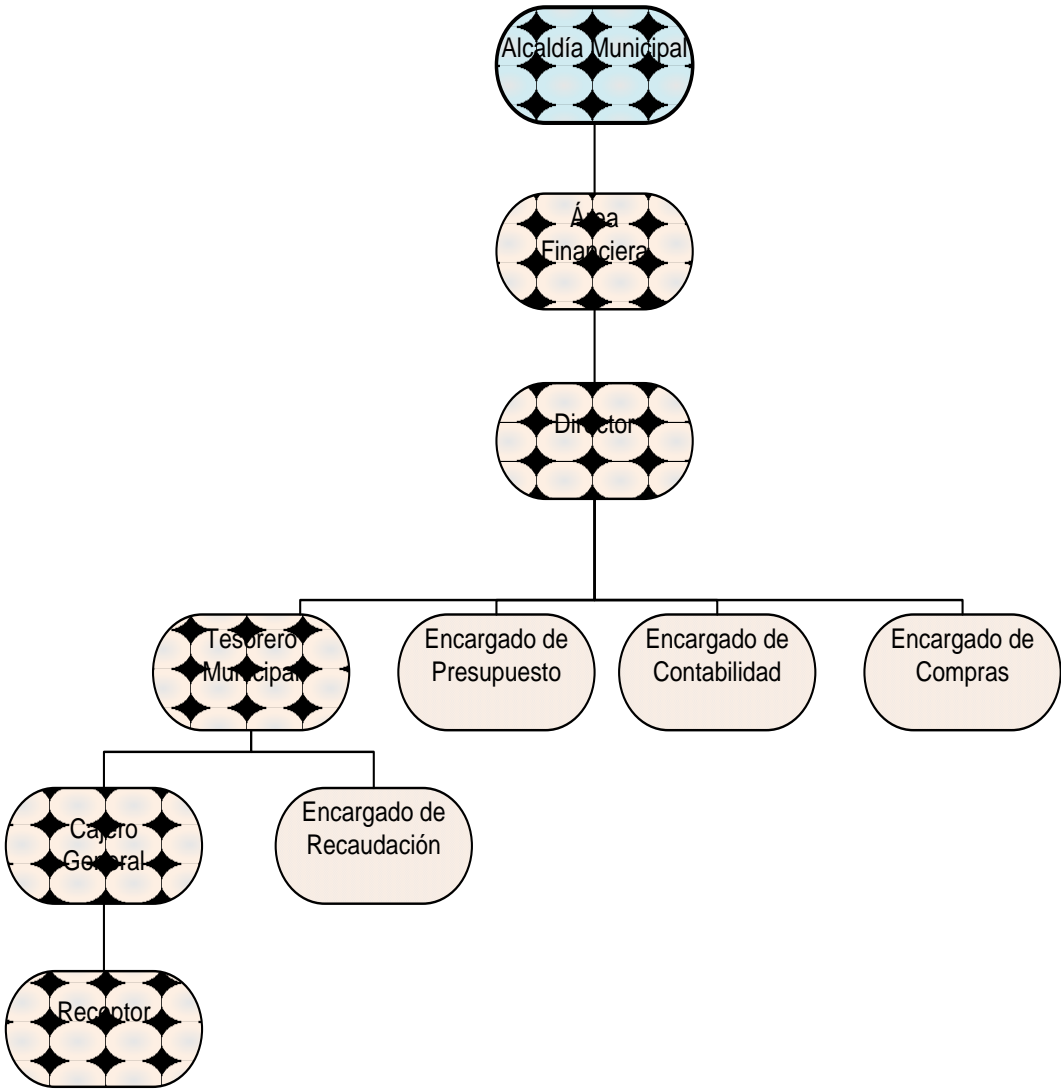 Alcaldía Municipal
Área
Financiera
Director
Tesorero
Municipal
Encargado de
Presupuesto
Encargado de
Contabilidad
Encargado de
Compras
Cajero
General
Encargado de
Recaudación
Receptor